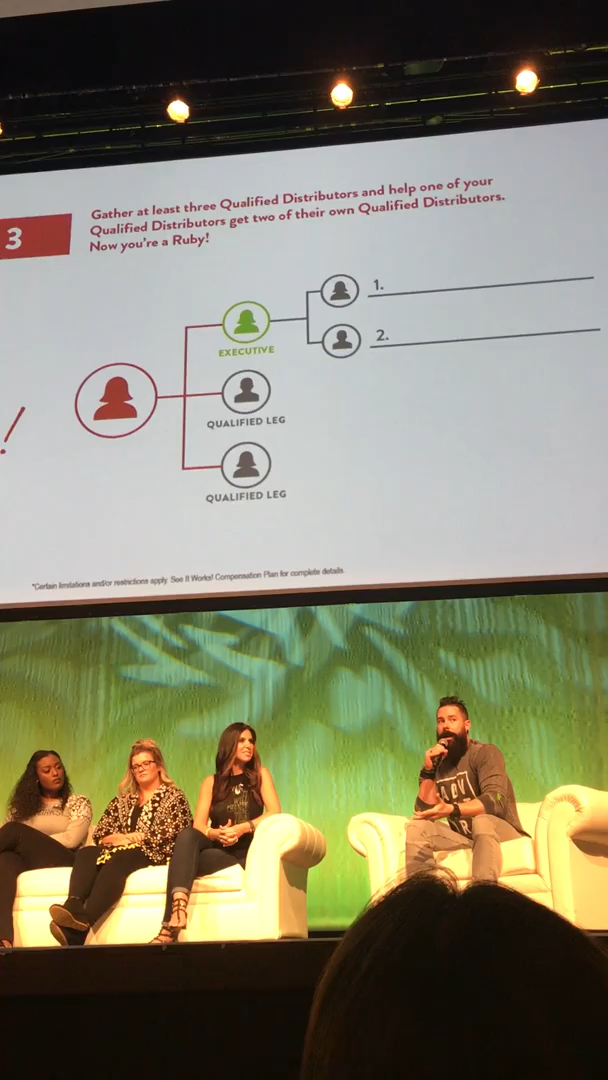 3
Gather at least three Qualified Distributors and help one of your
Qualified Distributors get two of their own Qualified Distributors.
Now you're a Ruby!
1.
2.
EXECUTIVE
!
QUALIFIED LEG
QUALIFIED LEG
*Certain limitations and/or restrictions apply. See It Works! Compensation Plan for complete details.